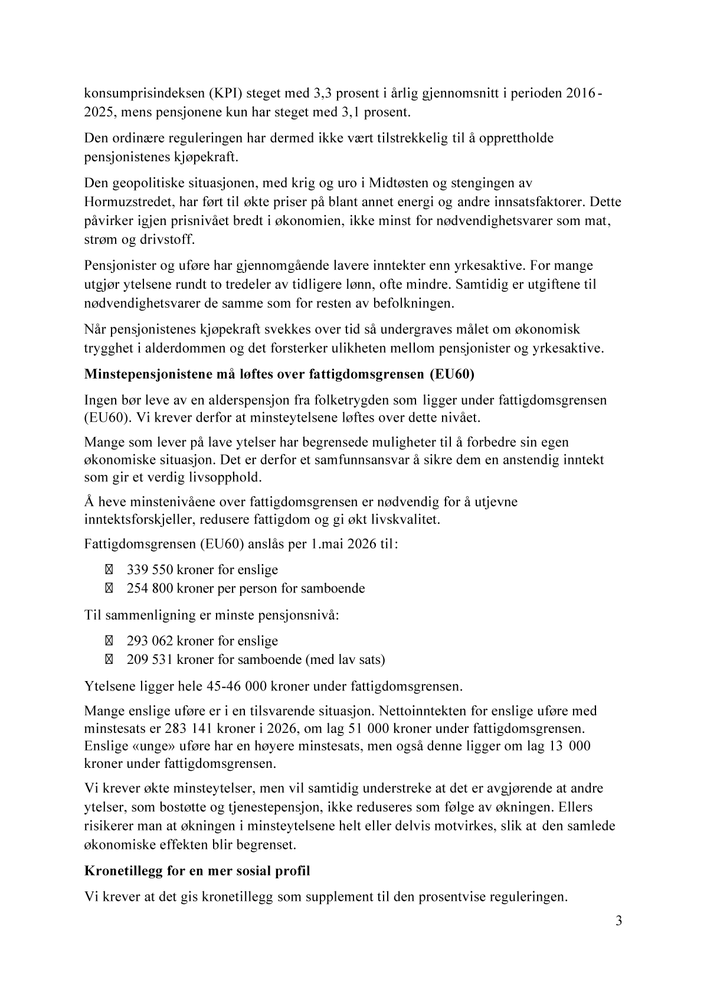 konsumprisindeksen (KPI) steget med 3,3 prosent i årlig gjennomsnitt i perioden 2016-
2025, mens pensjonene kun har steget med 3,1 prosent.
Den ordinære reguleringen har dermed ikke vært tilstrekkelig til å opprettholde
pensjonistenes kjøpekraft.
Den geopolitiske situasjonen, med krig og uro i Midtøsten og stengingen av
Hormuzstredet, har ført til økte priser på blant annet energi og andre innsatsfaktorer. Dette
påvirker igjen prisnivået bredt i økonomien, ikke minst for nødvendighetsvarer som mat,
strøm og drivstoff.
Pensjonister og uføre har gjennomgående lavere inntekter enn yrkesaktive. For mange
utgjør ytelsene rundt to tredeler av tidligere lønn, ofte mindre. Samtidig er utgiftene til
nødvendighetsvarer de samme som for resten av befolkningen.
Når pensjonistenes kjøpekraft svekkes over tid så undergraves målet om økonomisk
trygghet i alderdommen og det forsterker ulikheten mellom pensjonister og yrkesaktive.
Minstepensjonistene må løftes over fattigdomsgrensen (EU60)
Ingen bør leve av en alderspensjon fra folketrygden som ligger under fattigdomsgrensen
(EU60). Vi krever derfor at minsteytelsene løftes over dette nivået.
Mange som lever på lave ytelser har begrensede muligheter til å forbedre sin egen
økonomiske situasjon. Det er derfor et samfunnsansvar å sikre dem en anstendig inntekt
som gir et verdig livsopphold.
Å heve minstenivåene over fattigdomsgrensen er nødvendig for å utjevne
inntektsforskjeller, redusere fattigdom og gi økt livskvalitet.
Fattigdomsgrensen (EU60) anslås per 1.mai 2026 til:
339 550 kroner for enslige
254 800 kroner per person for samboende
Til sammenligning er minste pensjonsnivå:
293 062 kroner for enslige
209 531 kroner for samboende (med lav sats)
Ytelsene ligger hele 45-46 000 kroner under fattigdomsgrensen.
Mange enslige uføre er i en tilsvarende situasjon. Nettoinntekten for enslige uføre med
minstesats er 283 141 kroner i 2026, om lag 51 000 kroner under fattigdomsgrensen.
Enslige «unge» uføre har en høyere minstesats, men også denne ligger om lag 13 000
kroner under fattigdomsgrensen.
Vi krever økte minsteytelser, men vil samtidig understreke at det er avgjørende at andre
ytelser, som bostøtte og tjenestepensjon, ikke reduseres som følge av økningen. Ellers
risikerer man at økningen i minsteytelsene helt eller delvis motvirkes, slik at den samlede
økonomiske effekten blir begrenset.
Kronetillegg for en mer sosial profil
Vi krever at det gis kronetillegg som supplement til den prosentvise reguleringen.
3